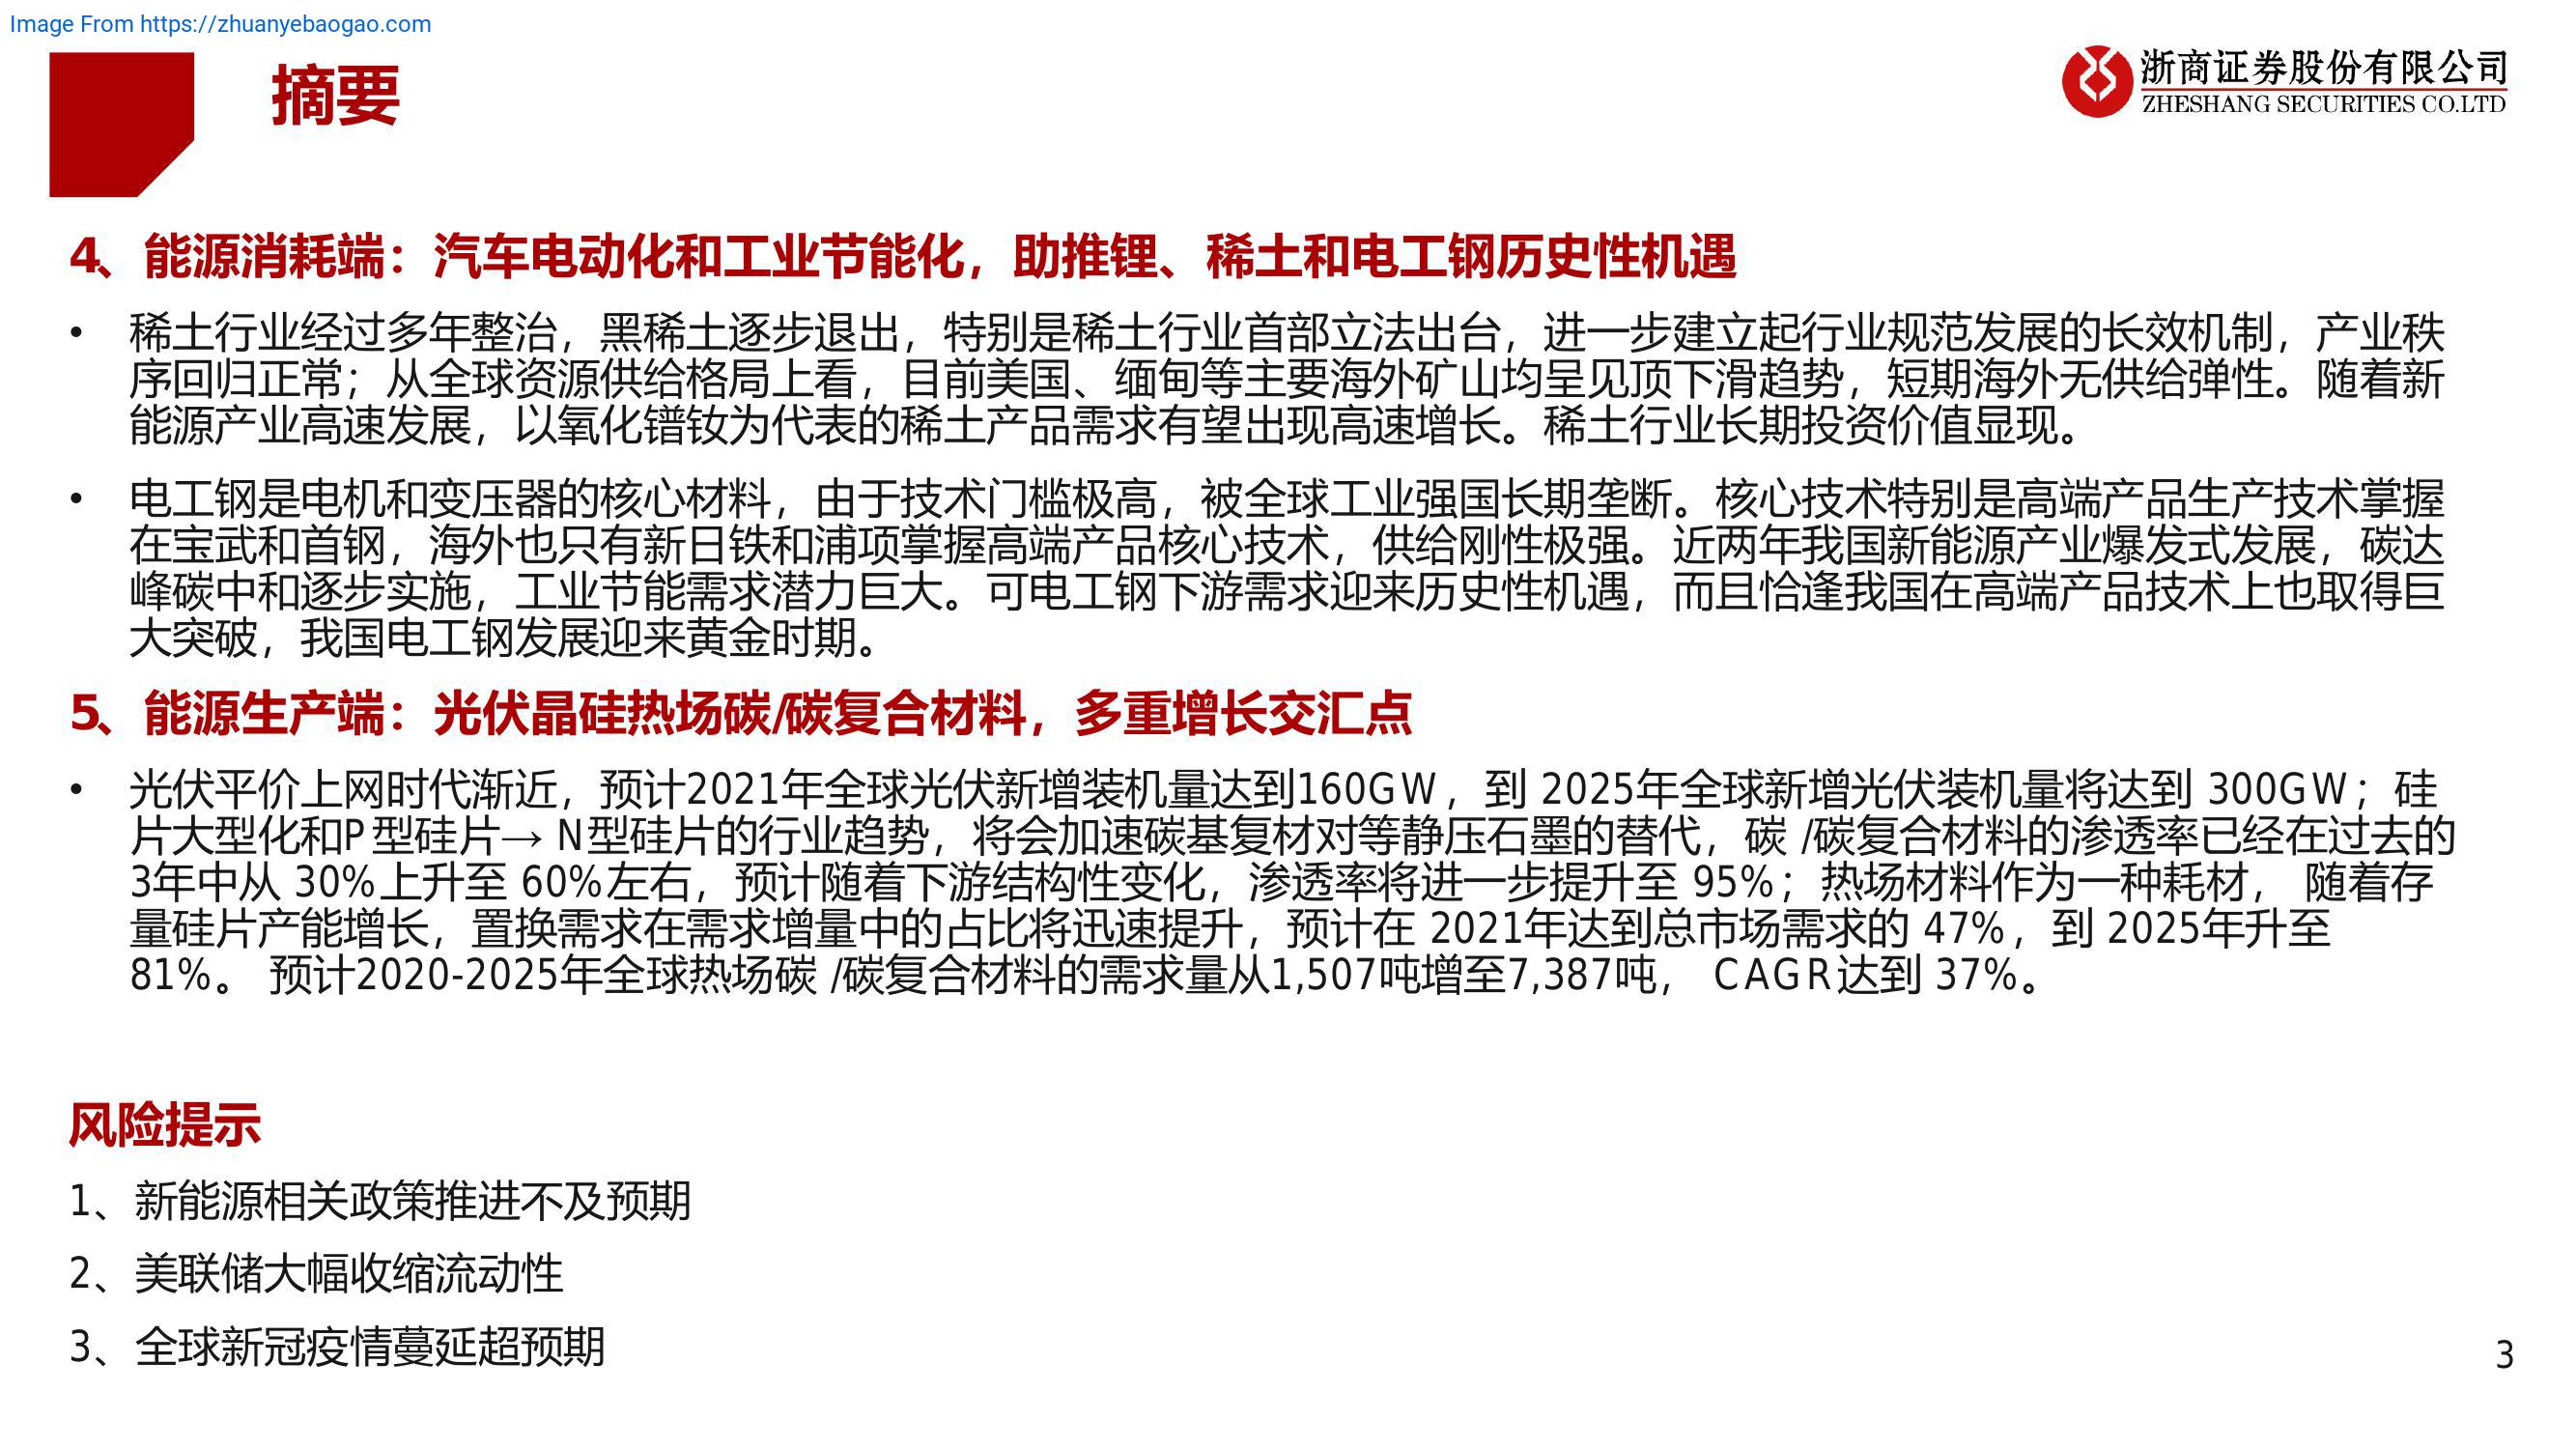 Image From https://zhuanyebaogao.com
摘要
浙商证券股份有限公司
ZHESHANG SECURITIES CO.LTD
4、能源消耗端：汽车电动化和工业节能化，助推锂、稀土和电工钢历史性机遇
• 稀土行业经过多年整治，黑稀土逐步退出，特别是稀土行业首部立法出台，进一步建立起行业规范发展的长效机制，产业秩
序回归正常；从全球资源供给格局上看，目前美国、缅甸等主要海外矿山均呈见顶下滑趋势，短期海外无供给弹性。随着新
能源产业高速发展，以氧化镨钕为代表的稀土产品需求有望出现高速增长。稀土行业长期投资价值显现。
• 电工钢是电机和变压器的核心材料，由于技术门槛极高，被全球工业强国长期垄断。核心技术特别是高端产品生产技术掌握
在宝武和首钢，海外也只有新日铁和浦项掌握高端产品核心技术，供给刚性极强。近两年我国新能源产业爆发式发展，碳达
峰碳中和逐步实施，工业节能需求潜力巨大。可电工钢下游需求迎来历史性机遇，而且恰逢我国在高端产品技术上也取得巨
大突破，我国电工钢发展迎来黄金时期。
5、能源生产端：光伏晶硅热场碳/碳复合材料，多重增长交汇点
• 光伏平价上网时代渐近，预计2021年全球光伏新增装机量达到160GW，到 2025年全球新增光伏装机量将达到 300GW；硅
片大型化和P型硅片→ N型硅片的行业趋势，将会加速碳基复材对等静压石墨的替代，碳 /碳复合材料的渗透率已经在过去的
3年中从 30%上升至 60%左右，预计随着下游结构性变化，渗透率将进一步提升至 95%；热场材料作为一种耗材， 随着存
量硅片产能增长，置换需求在需求增量中的占比将迅速提升，预计在 2021年达到总市场需求的 47%，到 2025年升至
81%。 预计2020-2025年全球热场碳 /碳复合材料的需求量从1,507吨增至7,387吨， CAGR达到 37%。
风险提示
1、新能源相关政策推进不及预期
2、美联储大幅收缩流动性
3、全球新冠疫情蔓延超预期
3